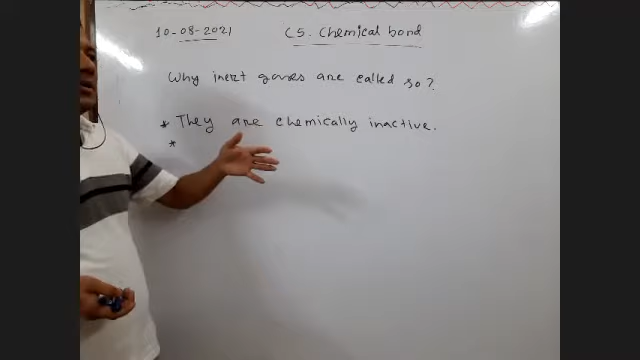 10-08-2021 C5. Chemical bond
Why inert gases are called so?
* They are chemically inactive.
*